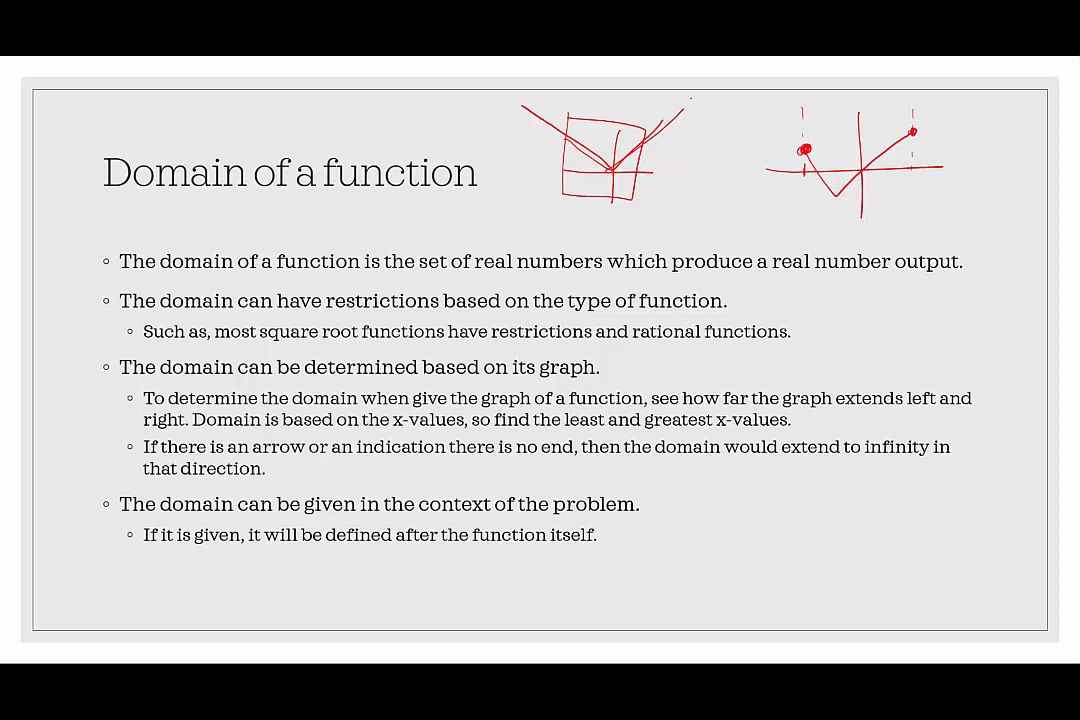 Domain of a function
◦ The domain of a function is the set of real numbers which produce a real number output.
◦ The domain can have restrictions based on the type of function.
◦ Such as, most square root functions have restrictions and rational functions.
◦ The domain can be determined based on its graph.
◦ To determine the domain when give the graph of a function, see how far the graph extends left and
right. Domain is based on the x-values, so find the least and greatest x-values.
◦ If there is an arrow or an indication there is no end, then the domain would extend to infinity in
that direction.
◦ The domain can be given in the context of the problem.
◦ If it is given, it will be defined after the function itself.